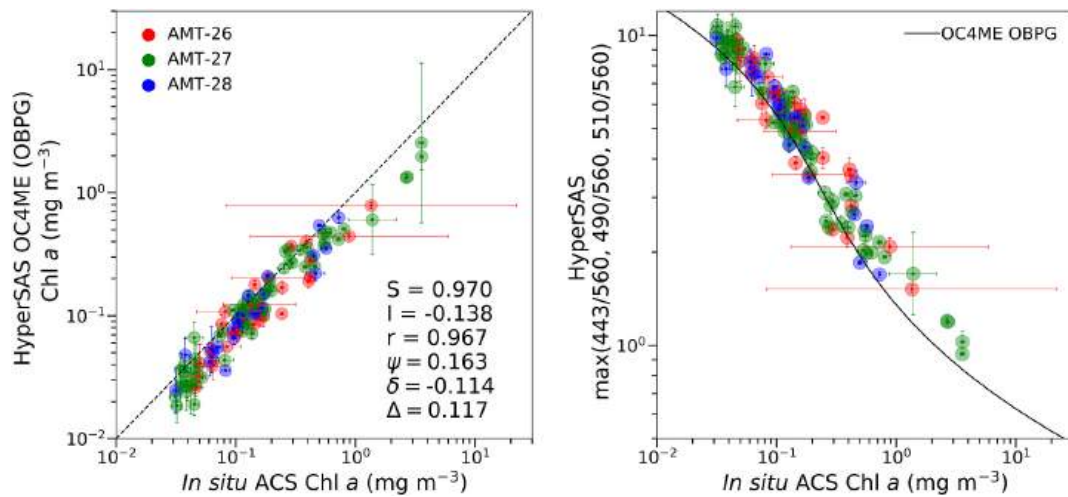 HyperSAS OC4ME (OBPG)
Chl a (mg m⁻³)
10¹
10⁰
10⁻¹
10⁻²
AMT-26
AMT-27
AMT-28
S = 0.970
I = -0.138
r = 0.967
ψ = 0.163
δ = -0.114
Δ = 0.117
10⁻² 10⁻¹ 10⁰ 10¹
In situ ACS Chl a (mg m⁻³)
HyperSAS
max(443/560, 490/560, 510/560)
10¹
10⁰
OC4ME OBPG
10⁻² 10⁻¹ 10⁰ 10¹
In situ ACS Chl a (mg m⁻³)